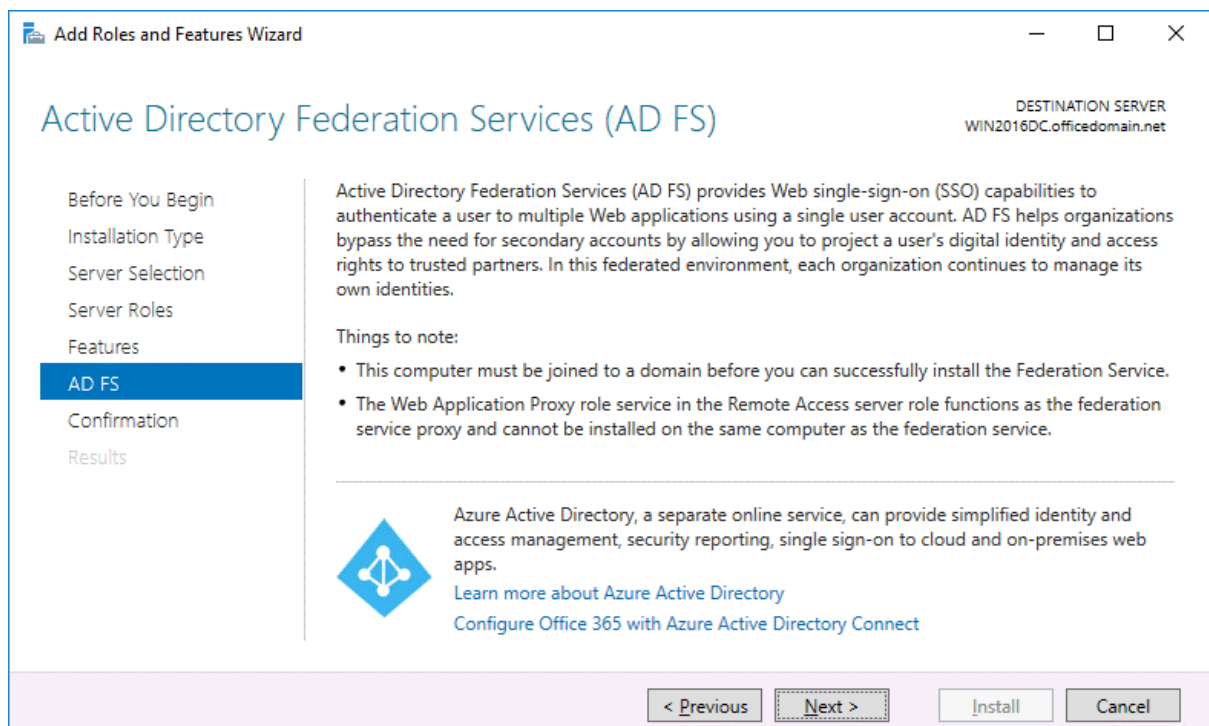 Add Roles and Features Wizard
Active Directory Federation Services (AD FS)
DESTINATION SERVER
WIN2016DC.officedomain.net
Before You Begin
Installation Type
Server Selection
Server Roles
Features
AD FS
Confirmation
Results
Active Directory Federation Services (AD FS) provides Web single-sign-on (SSO) capabilities to
authenticate a user to multiple Web applications using a single user account. AD FS helps organizations
bypass the need for secondary accounts by allowing you to project a user's digital identity and access
rights to trusted partners. In this federated environment, each organization continues to manage its
own identities.
Things to note:
• This computer must be joined to a domain before you can successfully install the Federation Service.
• The Web Application Proxy role service in the Remote Access server role functions as the federation
service proxy and cannot be installed on the same computer as the federation service.
Azure Active Directory, a separate online service, can provide simplified identity and
access management, security reporting, single sign-on to cloud and on-premises web
apps.
Learn more about Azure Active Directory
Configure Office 365 with Azure Active Directory Connect
< Previous
Next >
Install
Cancel